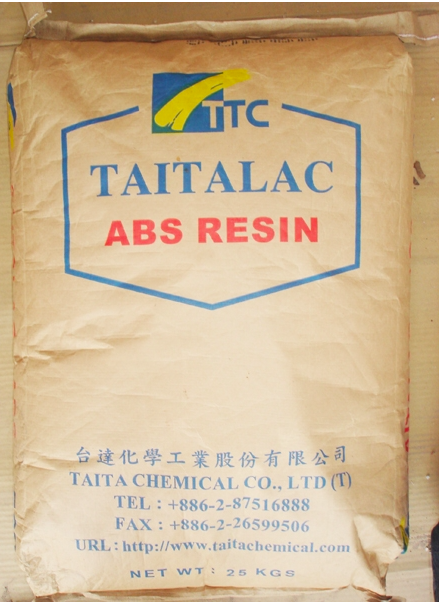 TTC
TAITALAC
ABS RESIN
台達化學工業股份有限公司
TAITA CHEMICAL CO., LTD (T)
TEL : +886-2-87516888
FAX : +886-2-26599506
URL : http://www.taitachemical.com
NET WT: 25 KGS